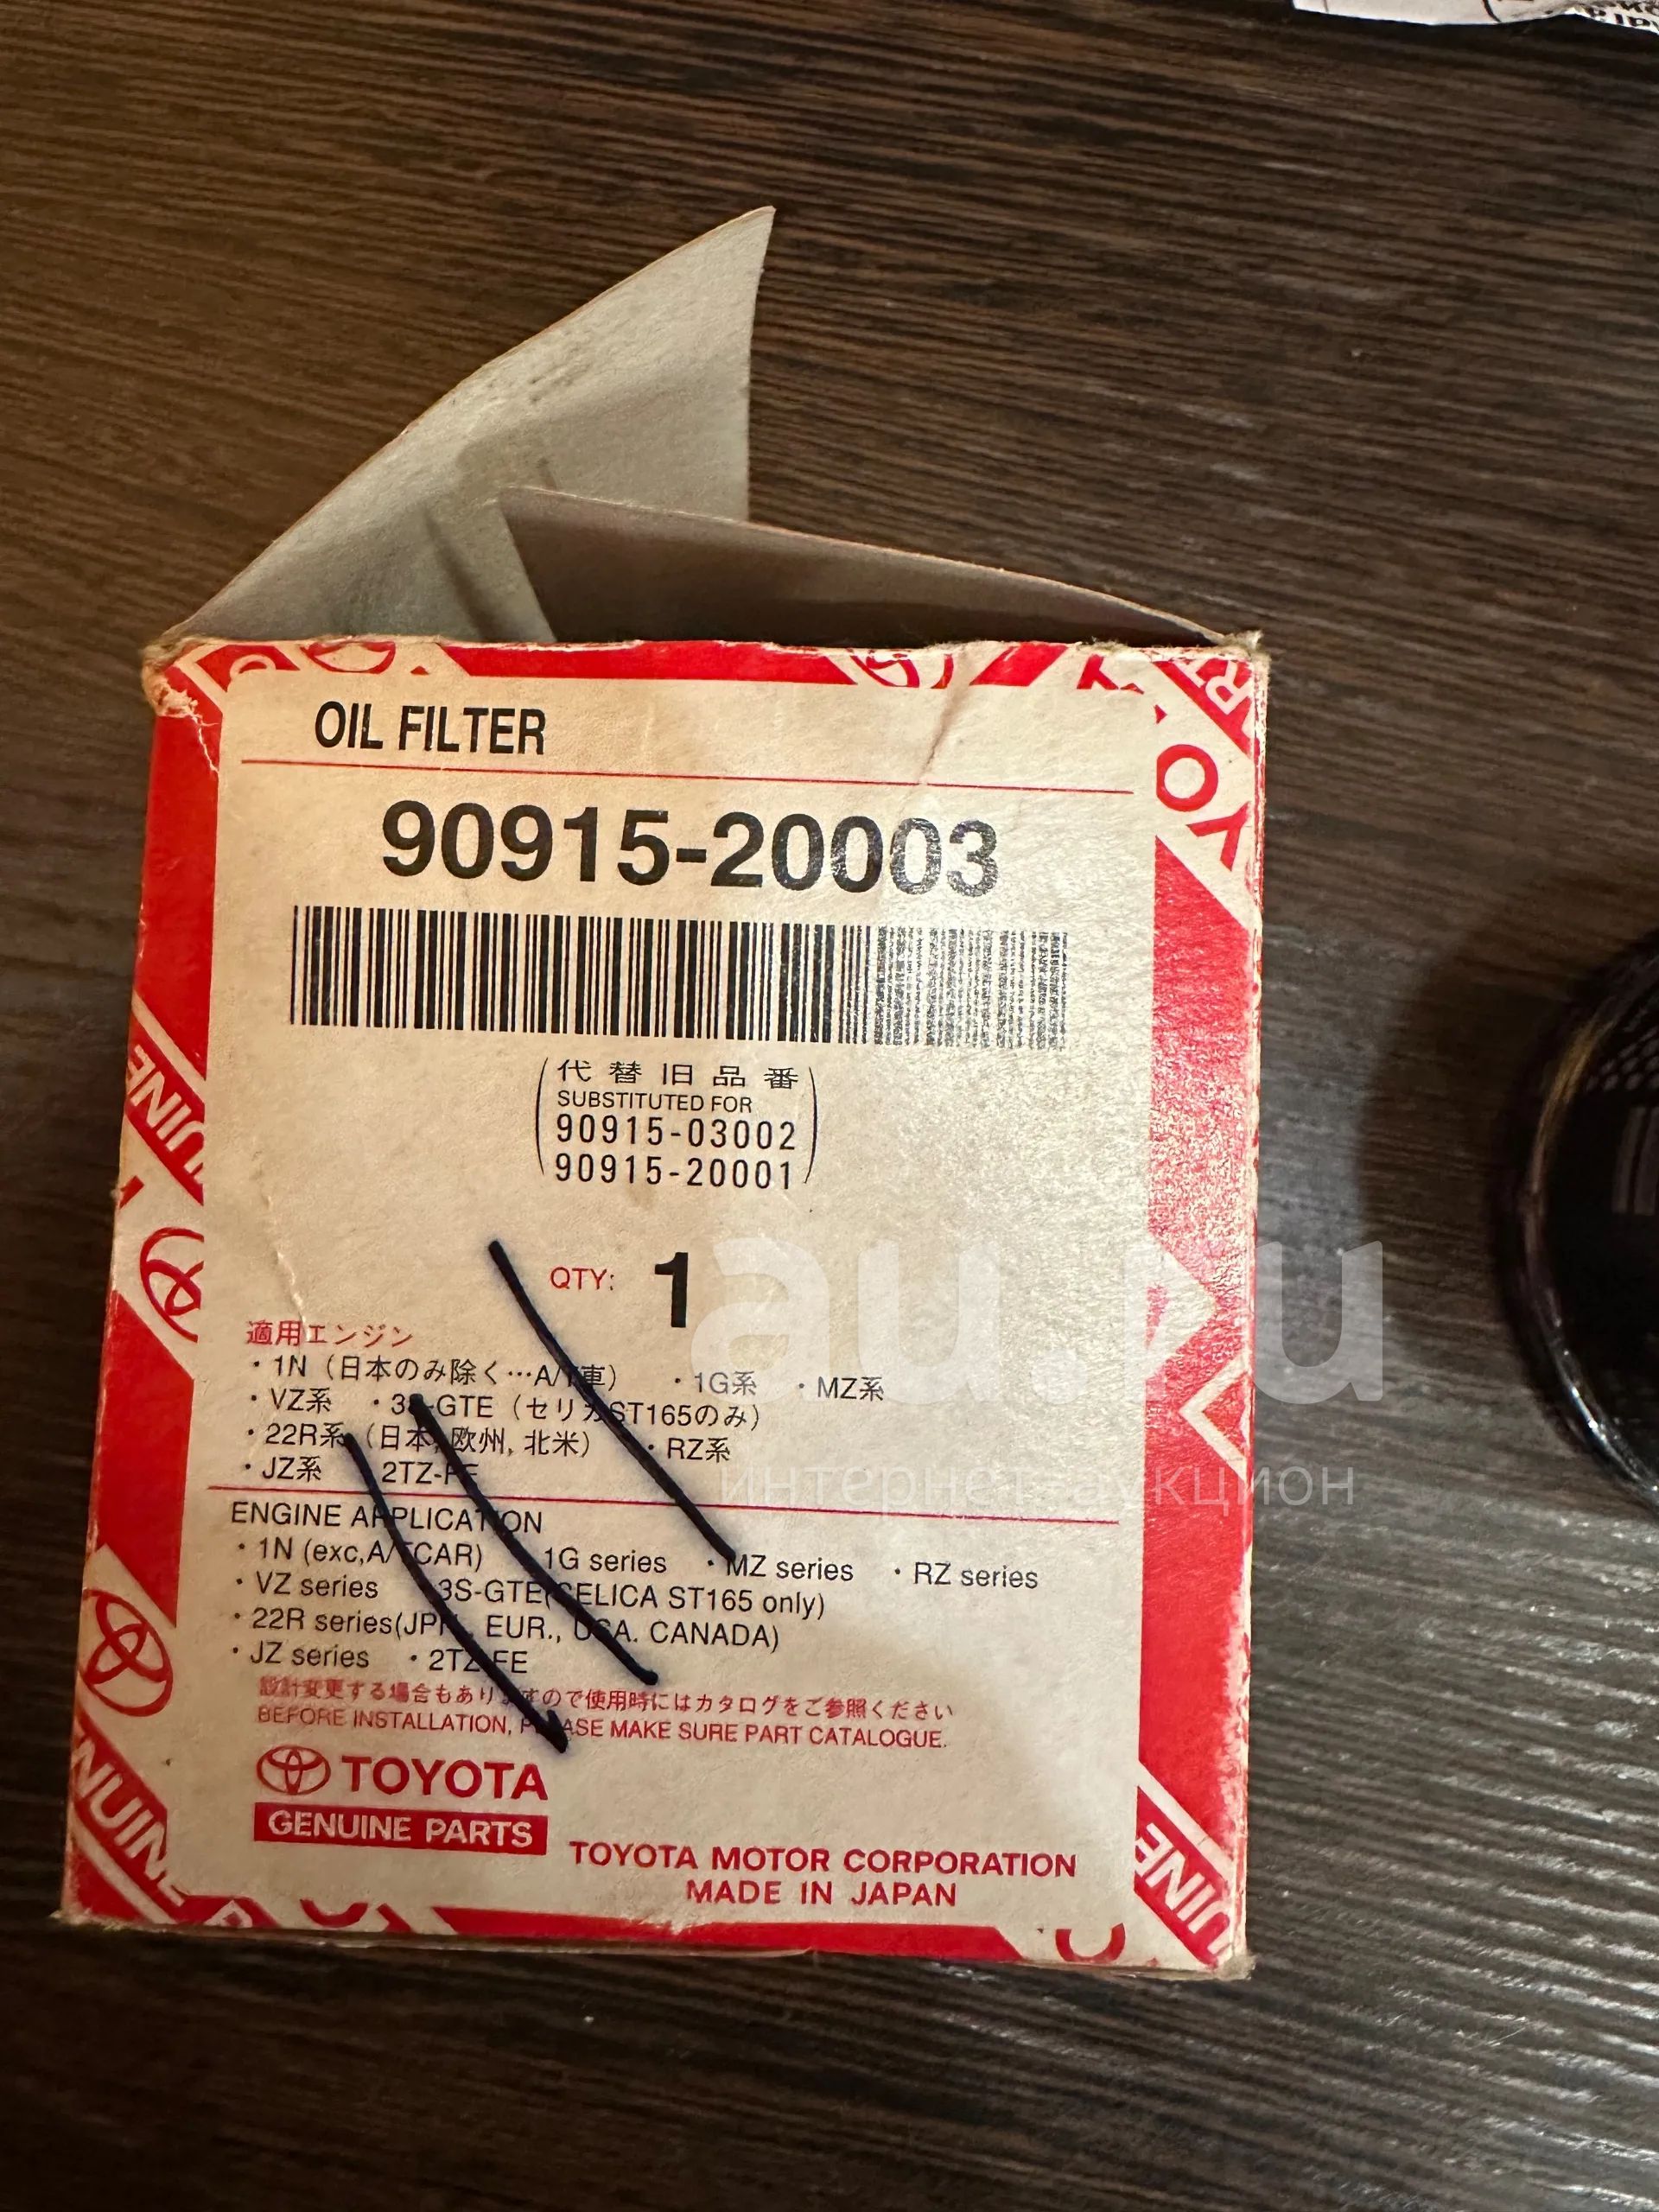 OIL FILTER
90915-20003
代替旧品番
SUBSTITUTED FOR
90915-03002
90915-20001
QTY: 1
適用エンジン
・1N（日本のみ除く…A/T車） ・1G系 ・MZ系
・VZ系 ・3S-GTE（セリカST165のみ）
・22R系（日本, 欧州, 北米） ・RZ系
・JZ系 2TZ-FE
ENGINE APPLICATION
・1N (exc,A/TCAR) 1G series ・MZ series ・RZ series
・VZ series 3S-GTE(CELICA ST165 only)
・22R series(JPN., EUR., USA. CANADA)
・JZ series ・2TZ-FE
設計変更する場合もありますので使用時にはカタログをご参照ください
BEFORE INSTALLATION, PLEASE MAKE SURE PART CATALOGUE.
TOYOTA
GENUINE PARTS
TOYOTA MOTOR CORPORATION
MADE IN JAPAN
au.ru
интернет-аукцион